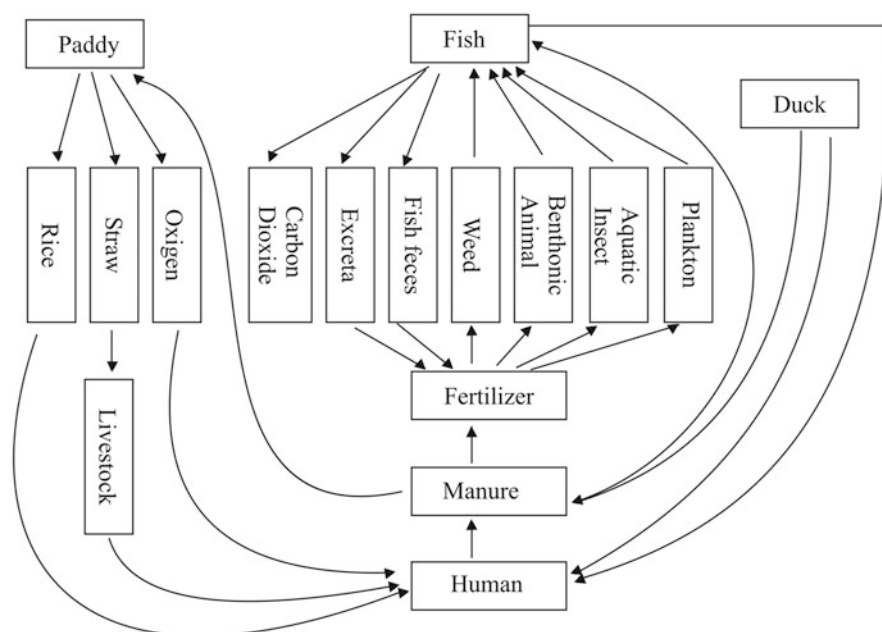 Paddy
Fish
Duck
Rice
Straw
Oxigen
Carbon
Dioxide
Excreta
Fish feces
Weed
Benthonic
Animal
Aquatic
Insect
Plankton
Fertilizer
Livestock
Manure
Human